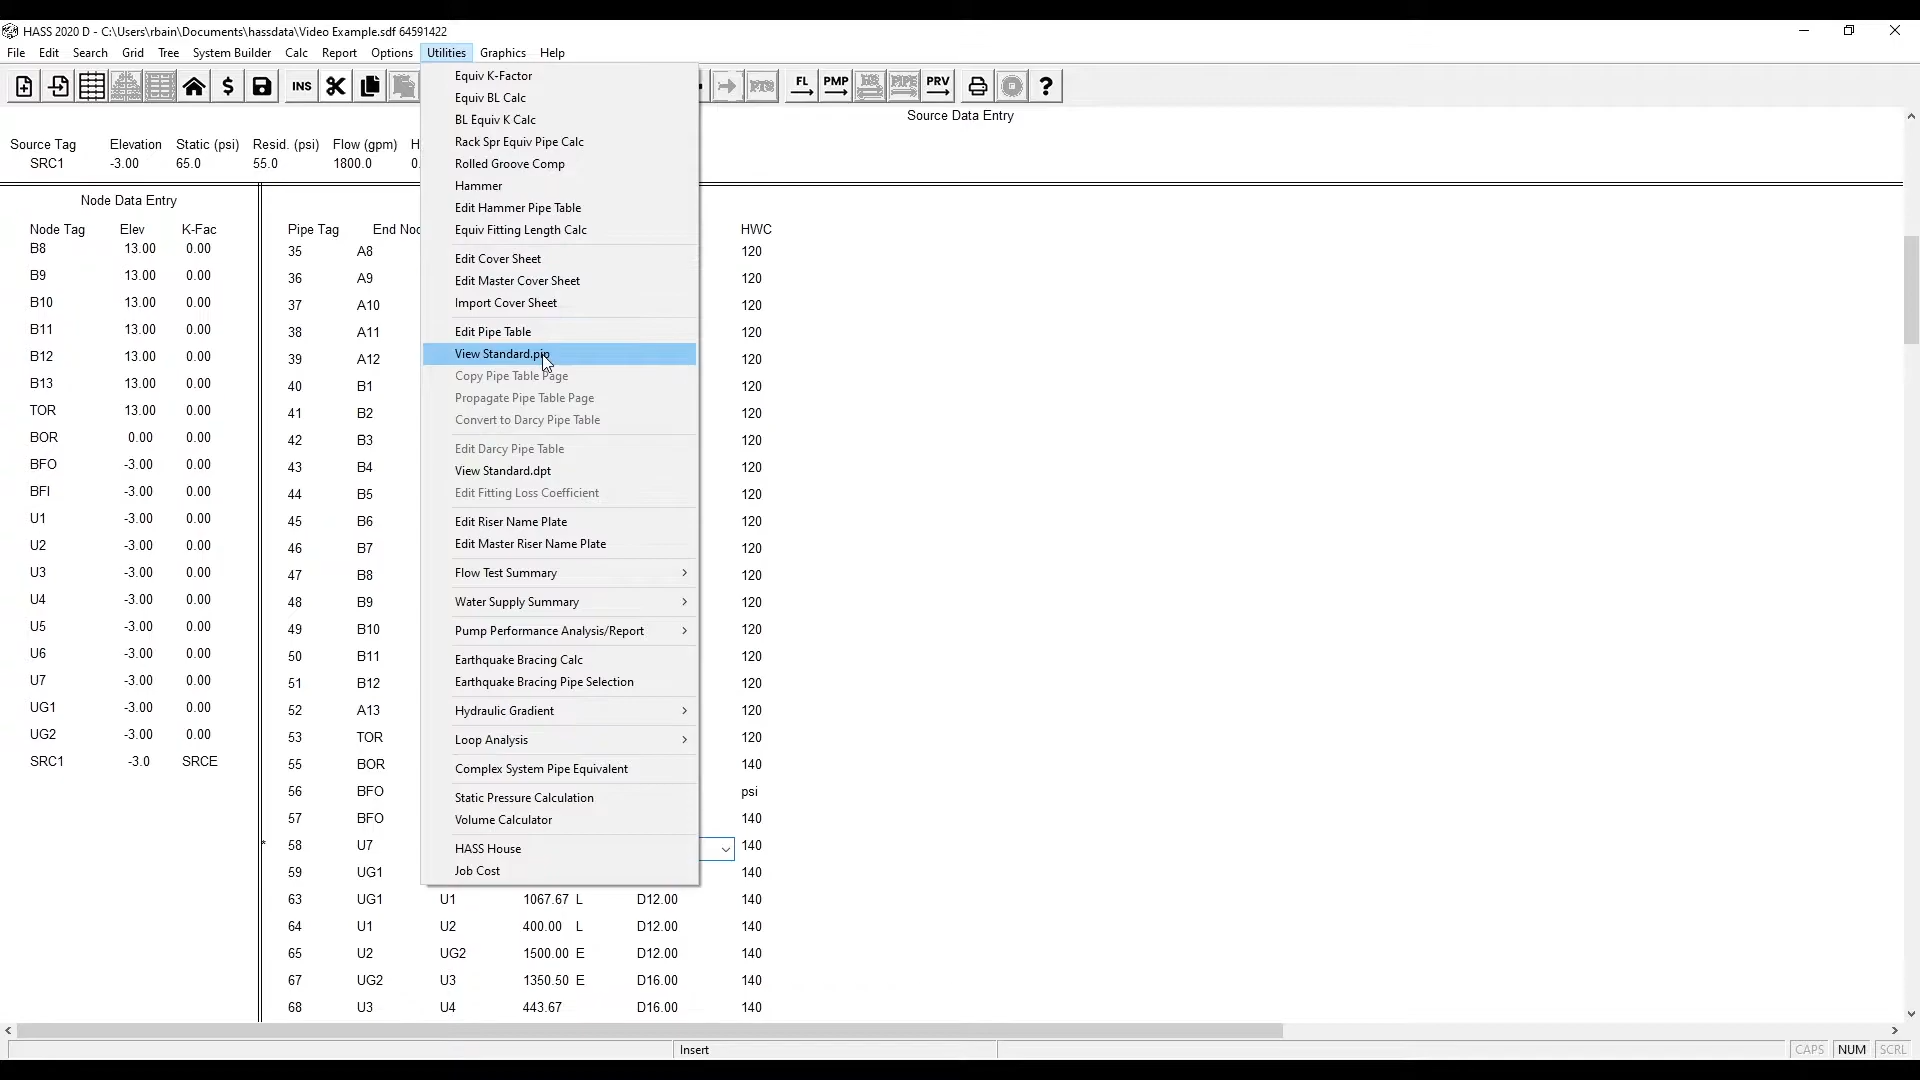 HASS 2020 D - C:\Users\rbain\Documents\hassdata\Video Example.sdf 64591422
File Edit Search Grid Tree System Builder Calc Report Options Utilities Graphics Help
INS FL PMP PIPE PRV ?
Source Data Entry
Source Tag Elevation Static (psi) Resid. (psi) Flow (gpm) H
SRC1 -3.00 65.0 55.0 1800.0 0.
Node Data Entry
Node Tag Elev K-Fac
B8 13.00 0.00
B9 13.00 0.00
B10 13.00 0.00
B11 13.00 0.00
B12 13.00 0.00
B13 13.00 0.00
TOR 13.00 0.00
BOR 0.00 0.00
BFO -3.00 0.00
BFI -3.00 0.00
U1 -3.00 0.00
U2 -3.00 0.00
U3 -3.00 0.00
U4 -3.00 0.00
U5 -3.00 0.00
U6 -3.00 0.00
U7 -3.00 0.00
UG1 -3.00 0.00
UG2 -3.00 0.00
SRC1 -3.0 SRCE
Pipe Tag End Noc HWC
35 A8 120
36 A9 120
37 A10 120
38 A11 120
39 A12 120
40 B1 120
41 B2 120
42 B3 120
43 B4 120
44 B5 120
45 B6 120
46 B7 120
47 B8 120
48 B9 120
49 B10 120
50 B11 120
51 B12 120
52 A13 120
53 TOR 120
55 BOR 140
56 BFO psi
57 BFO 140
* 58 U7 140
59 UG1 140
63 UG1 U1 1067.67 L D12.00 140
64 U1 U2 400.00 L D12.00 140
65 U2 UG2 1500.00 E D12.00 140
67 UG2 U3 1350.50 E D16.00 140
68 U3 U4 443.67 D16.00 140
Equiv K-Factor
Equiv BL Calc
BL Equiv K Calc
Rack Spr Equiv Pipe Calc
Rolled Groove Comp
Hammer
Edit Hammer Pipe Table
Equiv Fitting Length Calc
Edit Cover Sheet
Edit Master Cover Sheet
Import Cover Sheet
Edit Pipe Table
View Standard.pip
Copy Pipe Table Page
Propagate Pipe Table Page
Convert to Darcy Pipe Table
Edit Darcy Pipe Table
View Standard.dpt
Edit Fitting Loss Coefficient
Edit Riser Name Plate
Edit Master Riser Name Plate
Flow Test Summary
Water Supply Summary
Pump Performance Analysis/Report
Earthquake Bracing Calc
Earthquake Bracing Pipe Selection
Hydraulic Gradient
Loop Analysis
Complex System Pipe Equivalent
Static Pressure Calculation
Volume Calculator
HASS House
Job Cost
Insert
CAPS NUM SCRL